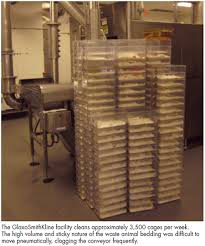 The GlaxoSmithKline facility cleans approximately 3,500 cages per week.
The high volume and sticky nature of the waste animal bedding was difficult to
move pneumatically, clogging the conveyor frequently.